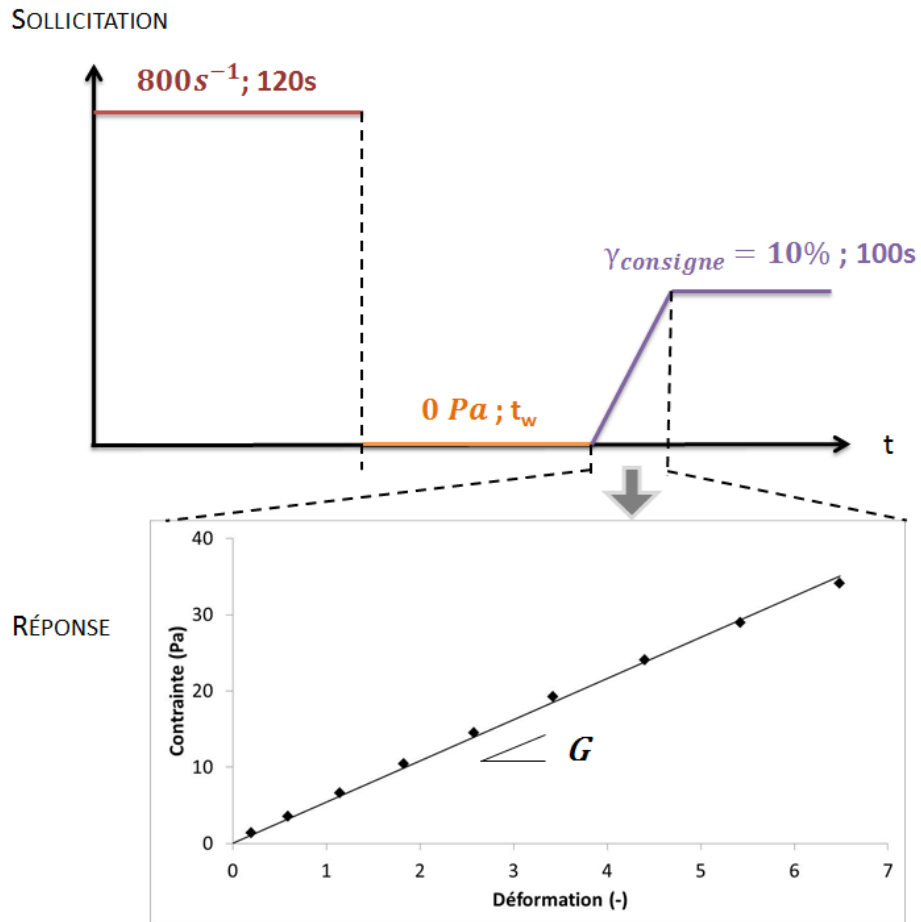 SOLLICITATION
800s⁻¹; 120s
γconsigne = 10% ; 100s
0 Pa ; tw
t
RÉPONSE
Contrainte (Pa)
40
30
20
10
0
G
0 1 2 3 4 5 6 7
Déformation (-)